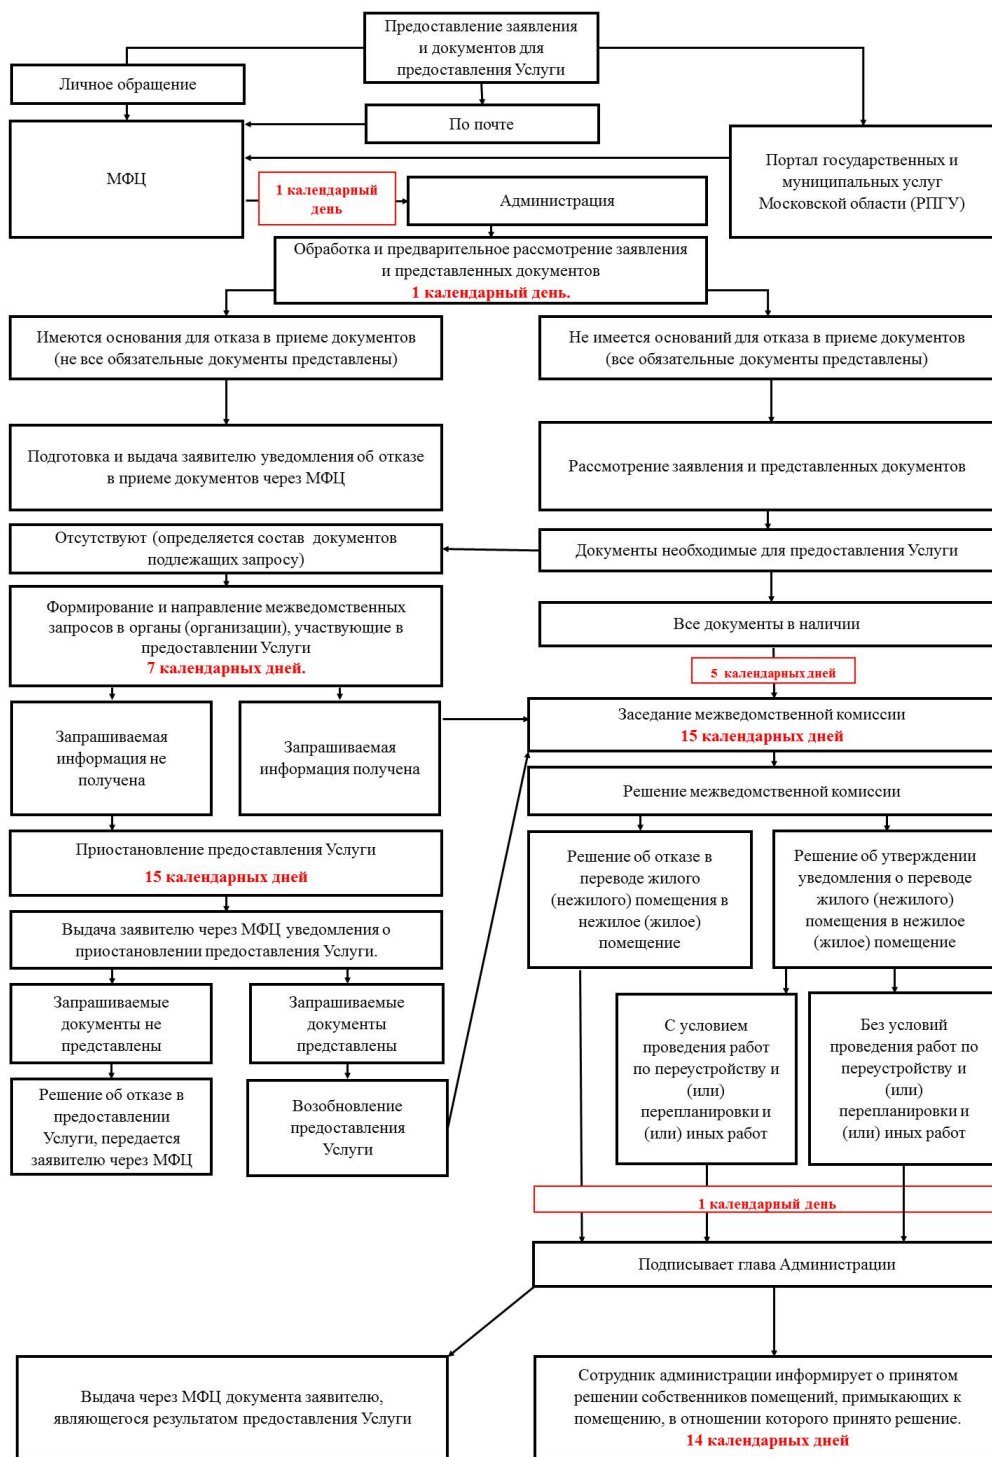 Предоставление заявления
и документов для
предоставления Услуги
Личное обращение
По почте
МФЦ
Портал государственных и
муниципальных услуг
Московской области (РПГУ)
1 календарный
день
Администрация
Обработка и предварительное рассмотрение заявления
и представленных документов
1 календарный день.
Имеются основания для отказа в приеме документов
(не все обязательные документы представлены)
Не имеется оснований для отказа в приеме документов
(все обязательные документы представлены)
Подготовка и выдача заявителю уведомления об отказе
в приеме документов через МФЦ
Рассмотрение заявления и представленных документов
Отсутствуют (определяется состав документов
подлежащих запросу)
Документы необходимые для предоставления Услуги
Формирование и направление межведомственных
запросов в органы (организации), участвующие в
предоставлении Услуги
7 календарных дней.
Все документы в наличии
5 календарных дней
Запрашиваемая
информация не
получена
Запрашиваемая
информация получена
Заседание межведомственной комиссии
15 календарных дней
Решение межведомственной комиссии
Приостановление предоставления Услуги
15 календарных дней
Решение об отказе в
переводе жилого
(нежилого) помещения в
нежилое (жилое)
помещение
Решение об утверждении
уведомления о переводе
жилого (нежилого)
помещения в нежилое
(жилое) помещение
Выдача заявителю через МФЦ уведомления о
приостановлении предоставления Услуги.
Запрашиваемые
документы не
представлены
Запрашиваемые
документы
представлены
С условием
проведения работ
по переустройству и
(или)
перепланировки и
(или) иных работ
Без условий
проведения работ по
переустройству и
(или)
перепланировки и
(или) иных работ
Решение об отказе в
предоставлении
Услуги, передается
заявителю через МФЦ
Возобновление
предоставления
Услуги
1 календарный день
Подписывает глава Администрации
Выдача через МФЦ документа заявителю,
являющегося результатом предоставления Услуги
Сотрудник администрации информирует о принятом
решении собственников помещений, примыкающих к
помещению, в отношении которого принято решение.
14 календарных дней